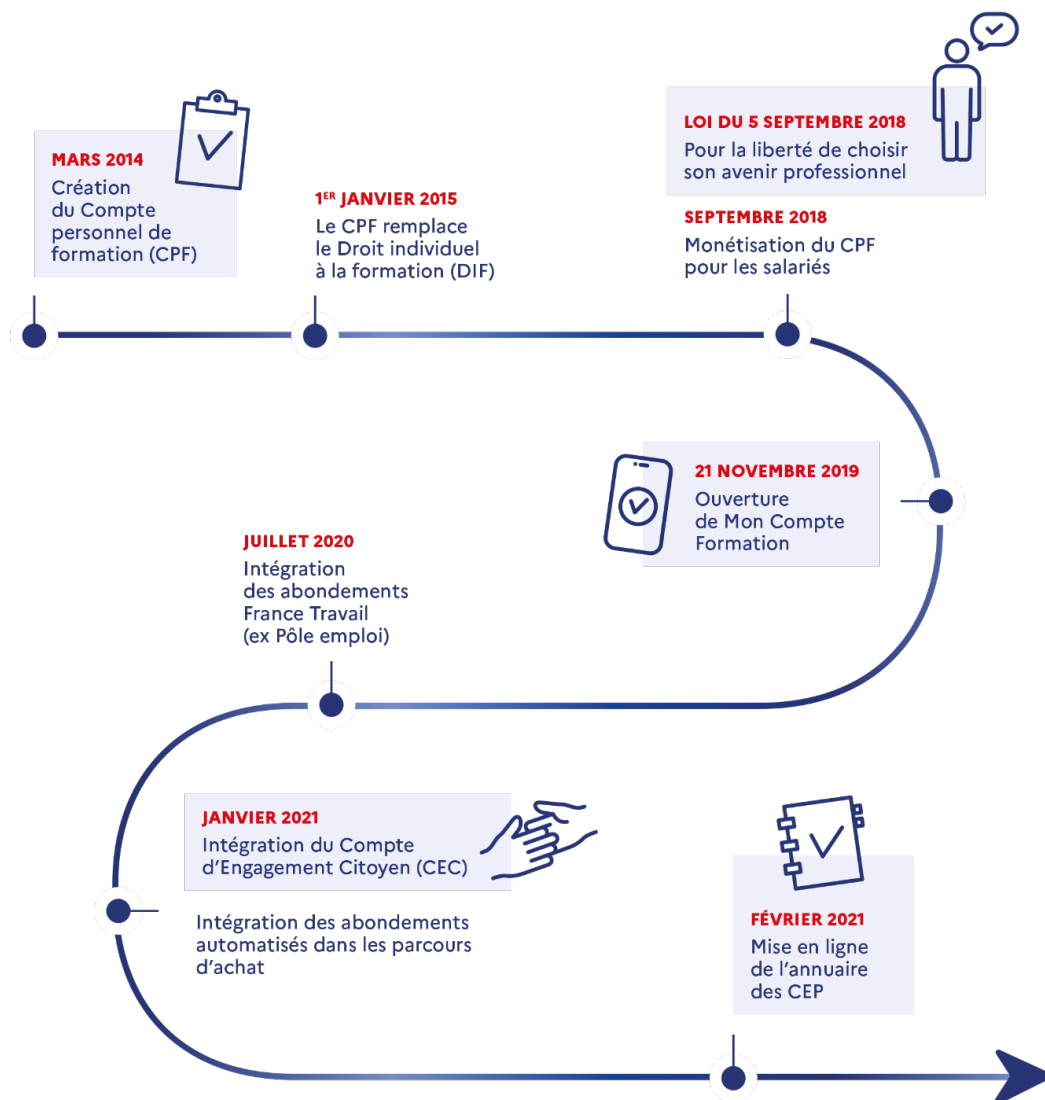 MARS 2014
Création
du Compte
personnel de
formation (CPF)
1ER JANVIER 2015
Le CPF remplace
le Droit individuel
à la formation (DIF)
LOI DU 5 SEPTEMBRE 2018
Pour la liberté de choisir
son avenir professionnel
SEPTEMBRE 2018
Monétisation du CPF
pour les salariés
21 NOVEMBRE 2019
Ouverture
de Mon Compte
Formation
JUILLET 2020
Intégration
des abondements
France Travail
(ex Pôle emploi)
JANVIER 2021
Intégration du Compte
d’Engagement Citoyen (CEC)
Intégration des abondements
automatisés dans les parcours
d’achat
FÉVRIER 2021
Mise en ligne
de l’annuaire
des CEP